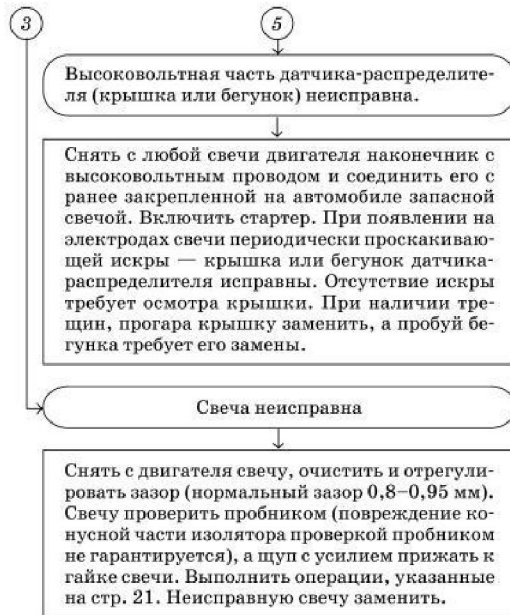 3
5
Высоковольтная часть датчика-распределите-
ля (крышка или бегунок) неисправна.
Снять с любой свечи двигателя наконечник с
высоковольтным проводом и соединить его с
ранее закрепленной на автомобиле запасной
свечой. Включить стартер. При появлении на
электродах свечи периодически проскакиваю-
щей искры — крышка или бегунок датчика-
распределителя исправны. Отсутствие искры
требует осмотра крышки. При наличии тре-
щин, прогара крышку заменить, а пробуй бе-
гунка требует его замены.
Свеча неисправна
Снять с двигателя свечу, очистить и отрегули-
ровать зазор (нормальный зазор 0,8–0,95 мм).
Свечу проверить пробником (повреждение ко-
нусной части изолятора проверкой пробником
не гарантируется), а щуп с усилием прижать к
гайке свечи. Выполнить операции, указанные
на стр. 21. Неисправную свечу заменить.